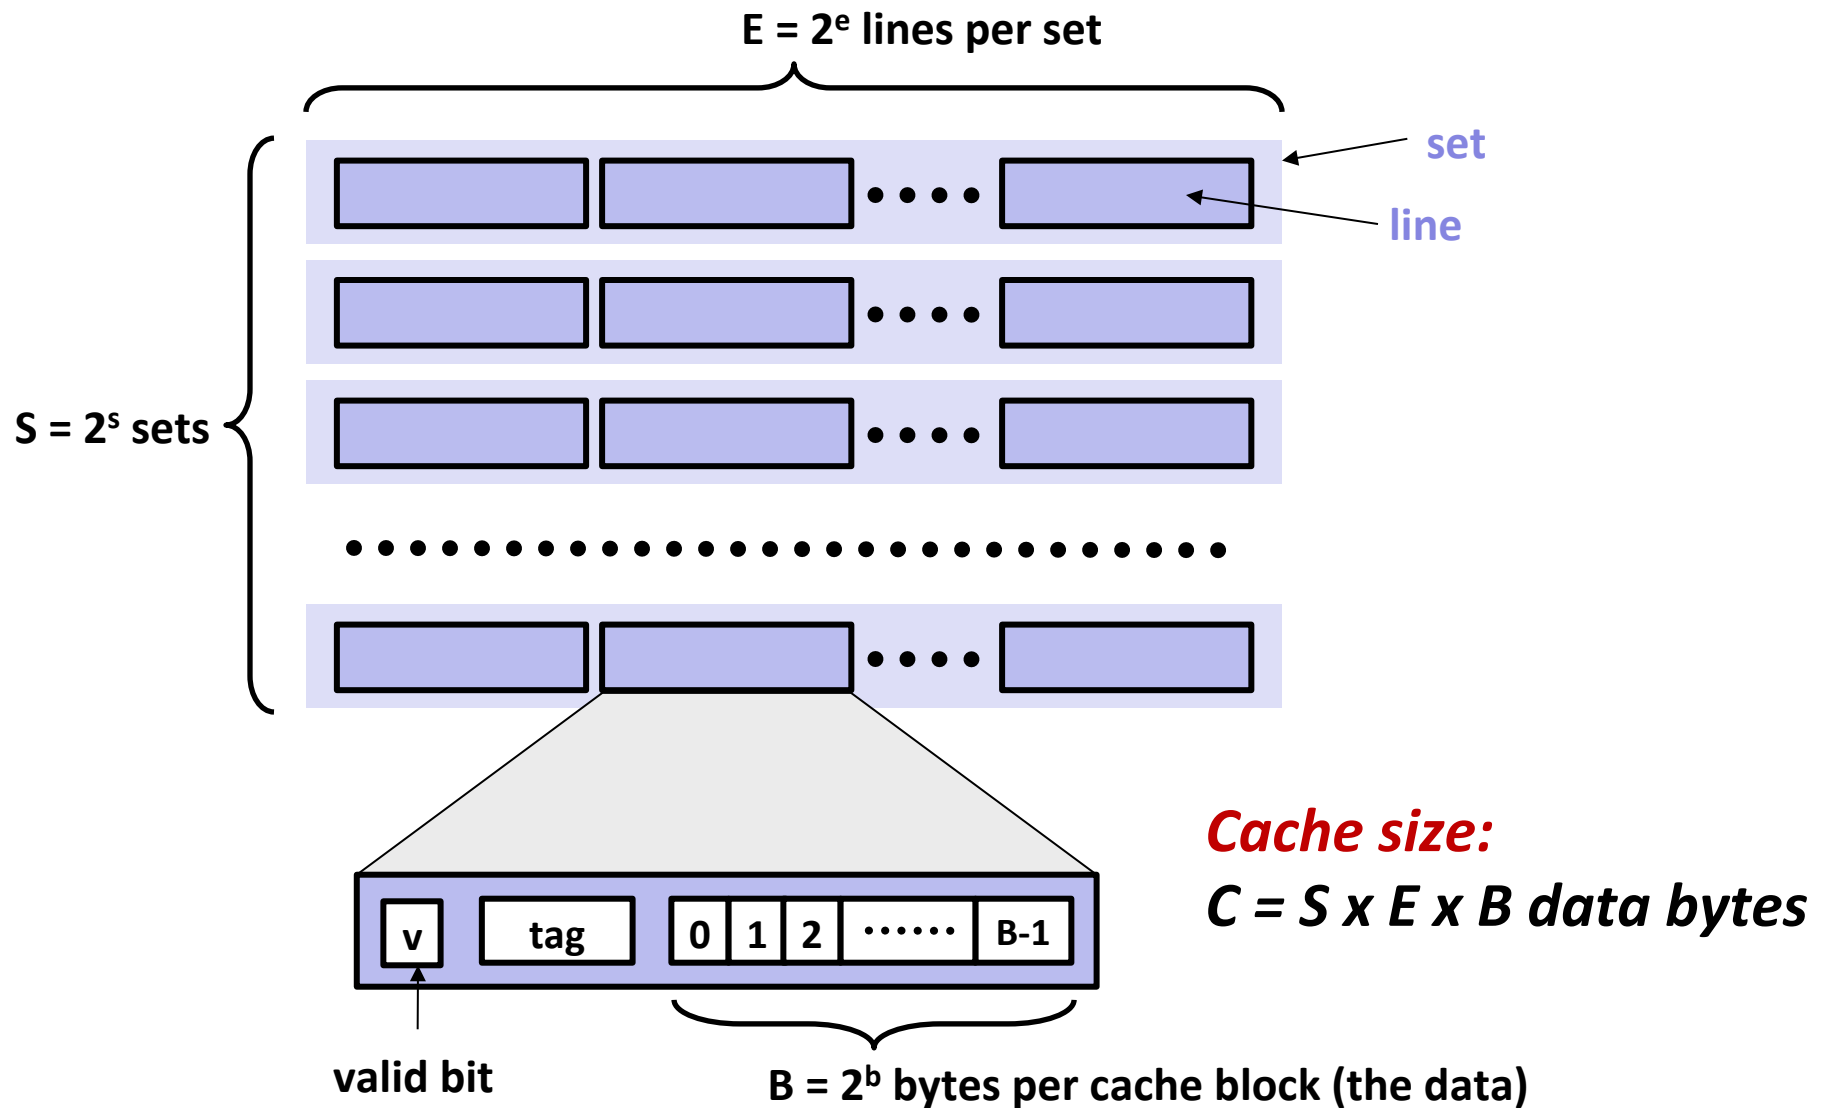 E = 2ᵉ lines per set
set
line
S = 2ˢ sets
Cache size:
C = S x E x B data bytes
v
tag
0 1 2 •••••• B-1
valid bit
B = 2ᵇ bytes per cache block (the data)